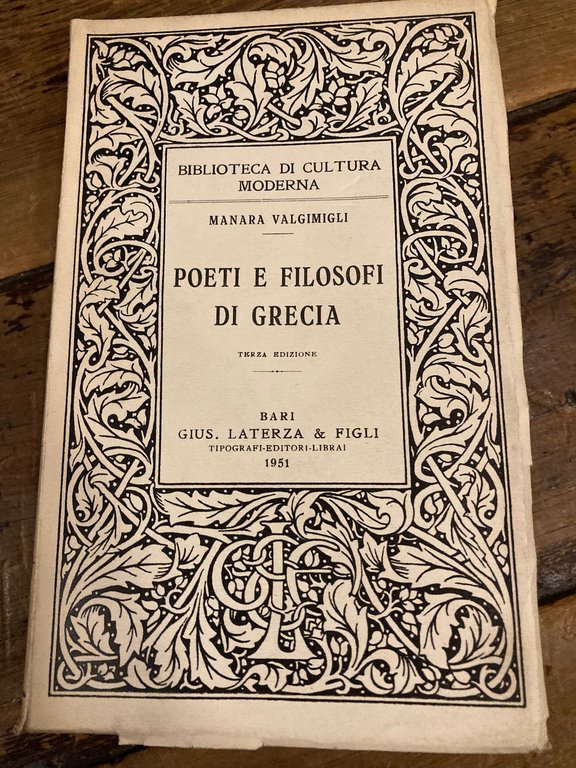 BIBLIOTECA DI CULTURA
MODERNA
MANARA VALGIMIGLI
POETI E FILOSOFI
DI GRECIA
TERZA EDIZIONE
BARI
GIUS. LATERZA & FIGLI
TIPOGRAFI-EDITORI-LIBRAI
1951